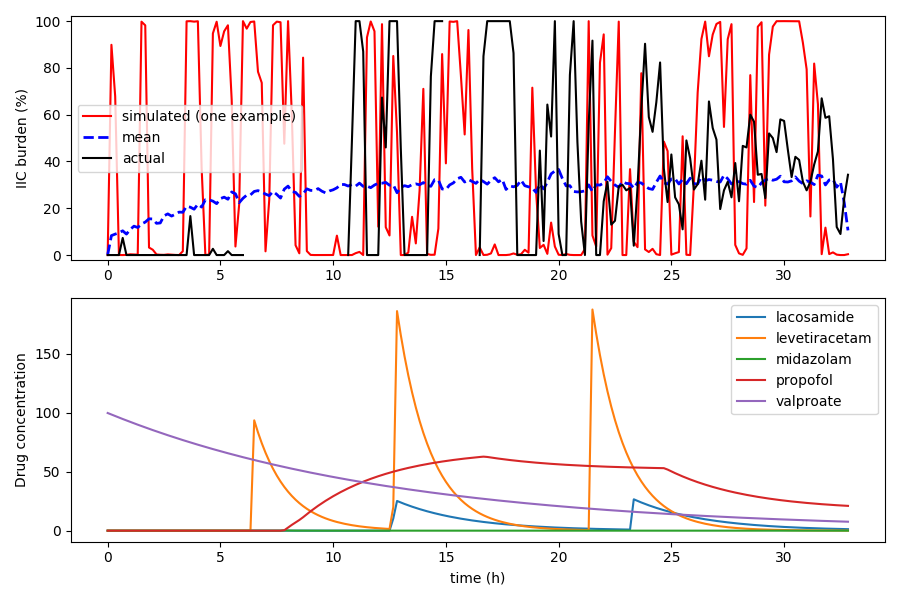 IIC burden (%)
100
80
60
40
20
0
simulated (one example)
mean
actual
0 5 10 15 20 25 30
Drug concentration
150
100
50
0
lacosamide
levetiracetam
midazolam
propofol
valproate
0 5 10 15 20 25 30
time (h)